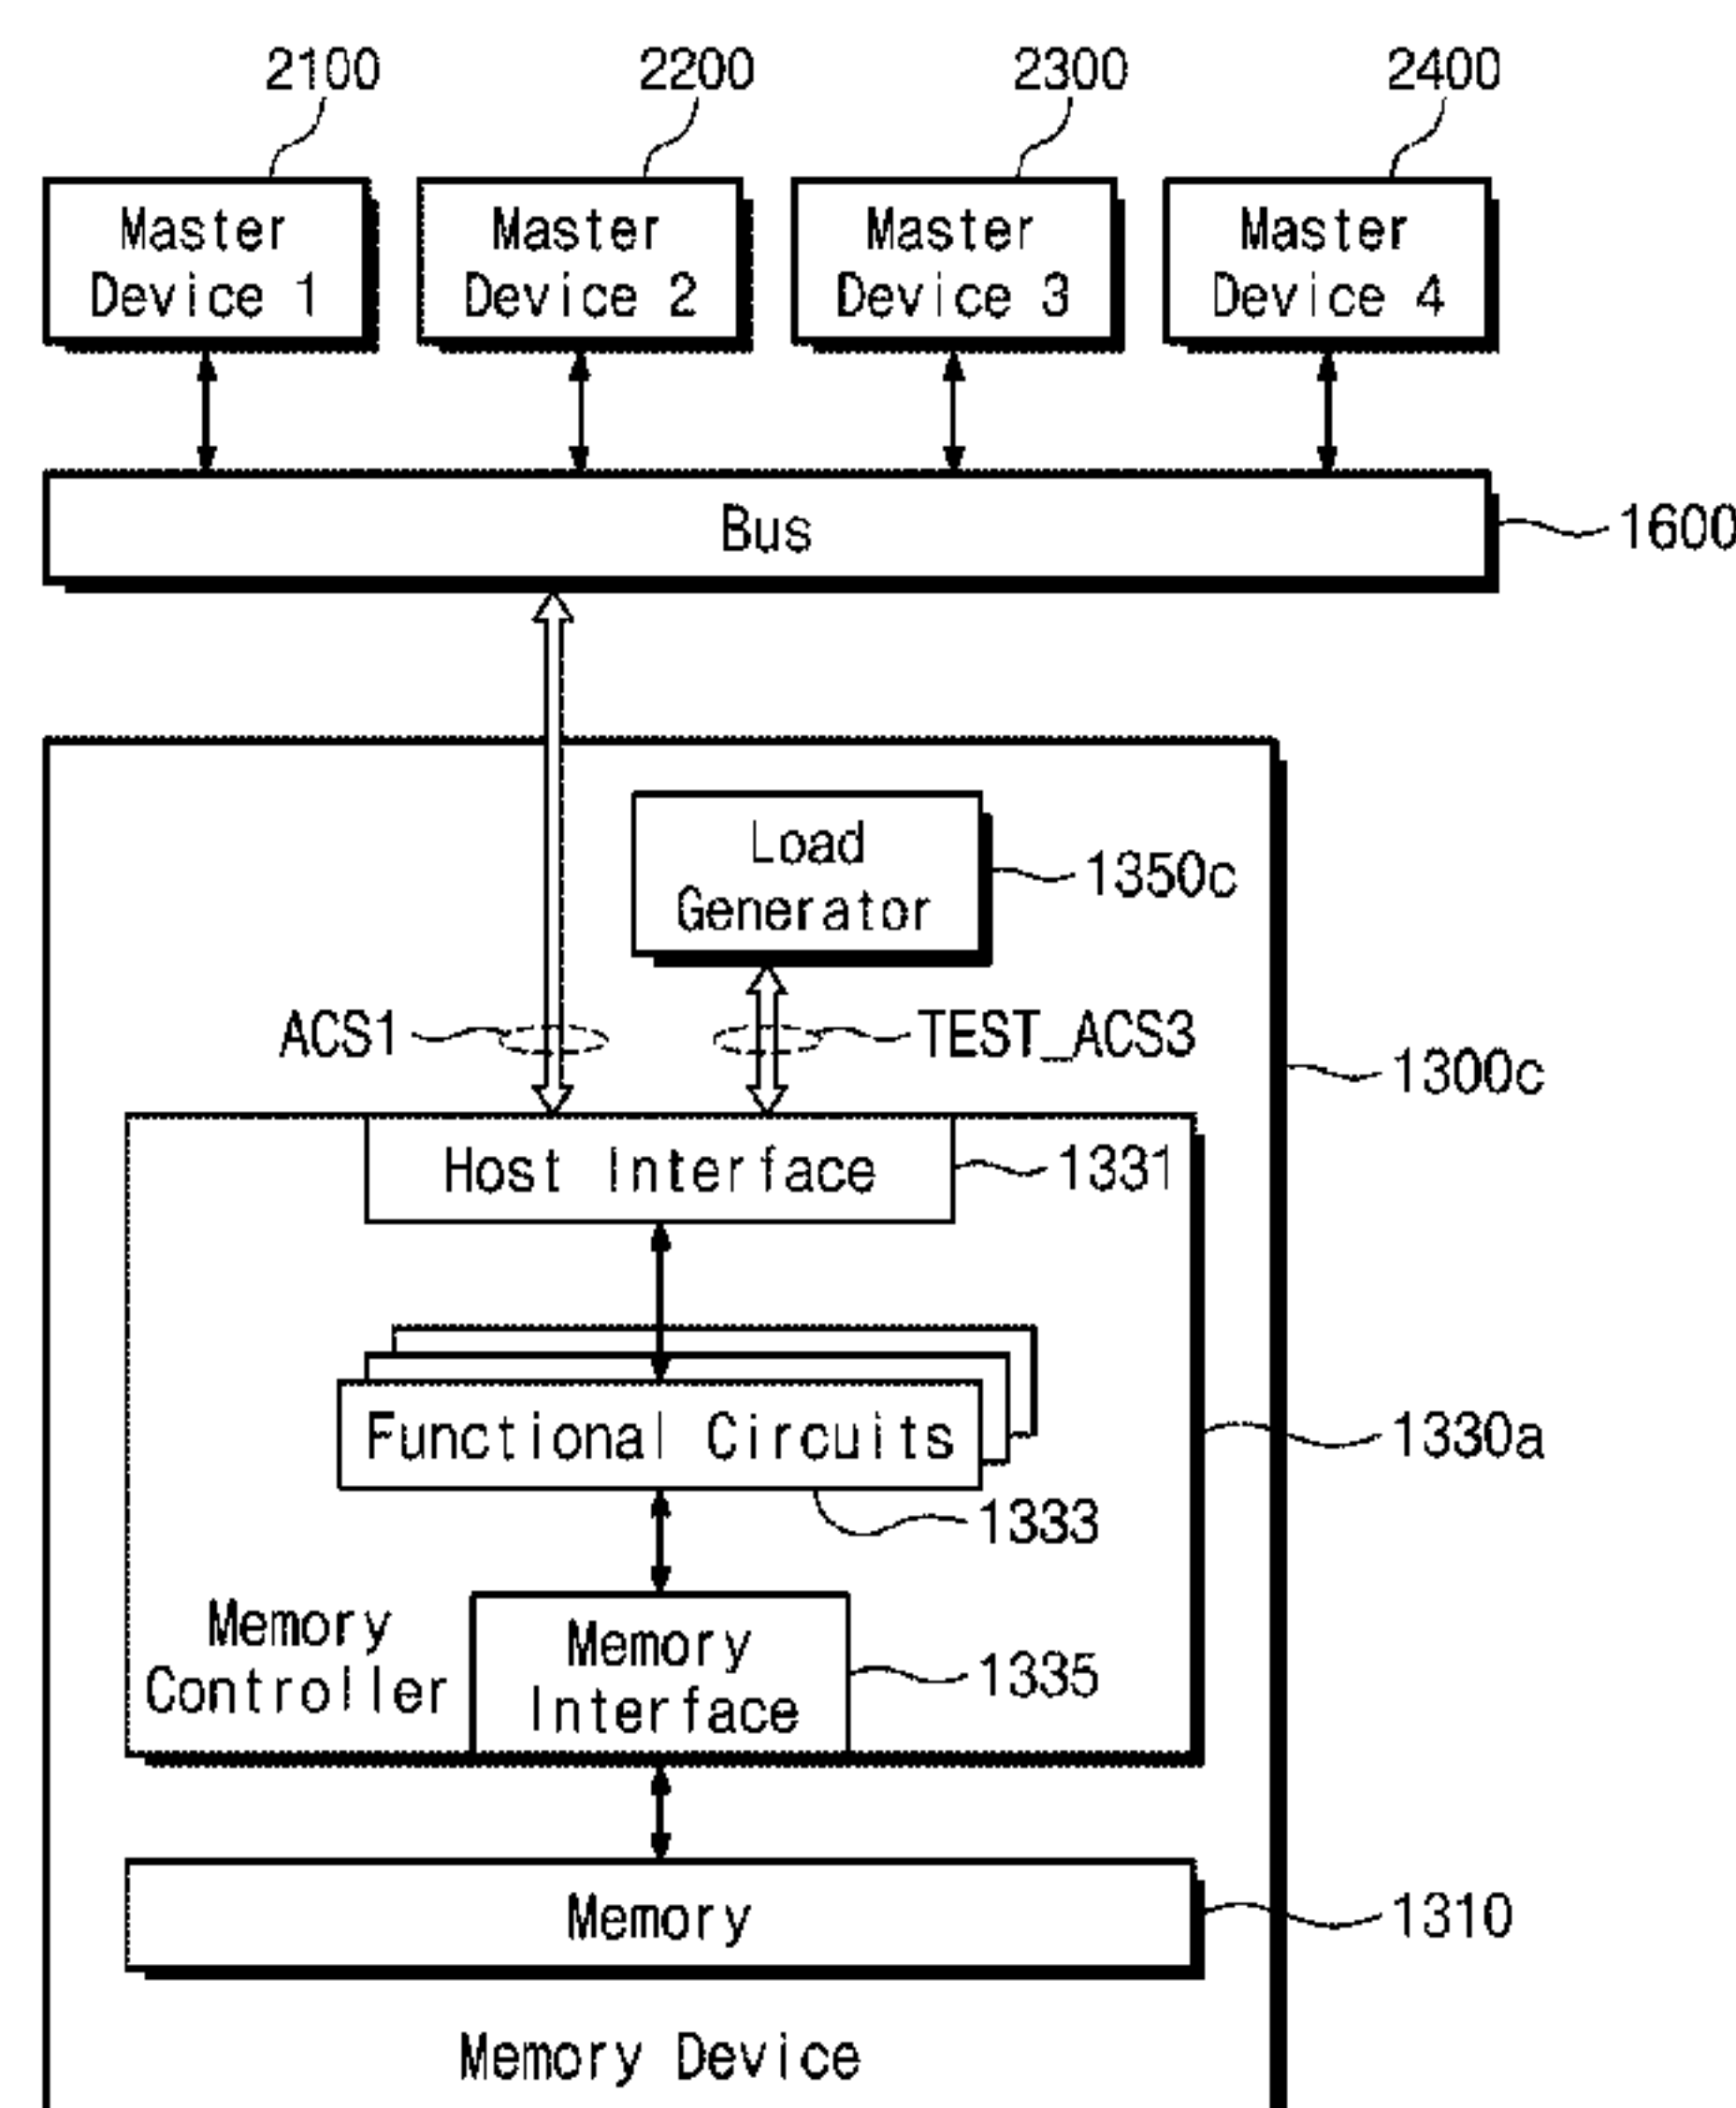 2100 2200 2300 2400
Master Device 1
Master Device 2
Master Device 3
Master Device 4
Bus
1600
Load
Generator
1350c
ACS1
TEST_ACS3
1300c
Host Interface
1331
Functional Circuits
1330a
1333
Memory
Controller
Memory
Interface
1335
Memory
1310
Memory Device